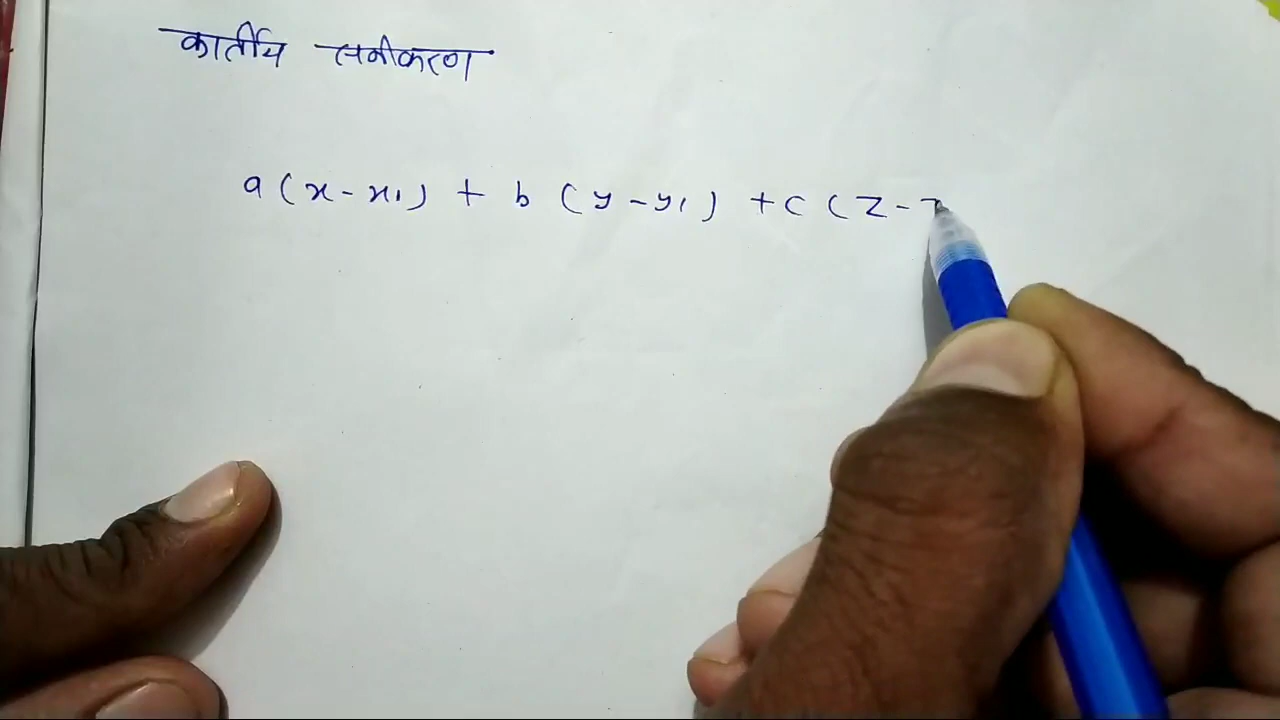 कार्तीय समीकरण
a (x - x₁) + b (y - y₁) + c (z -